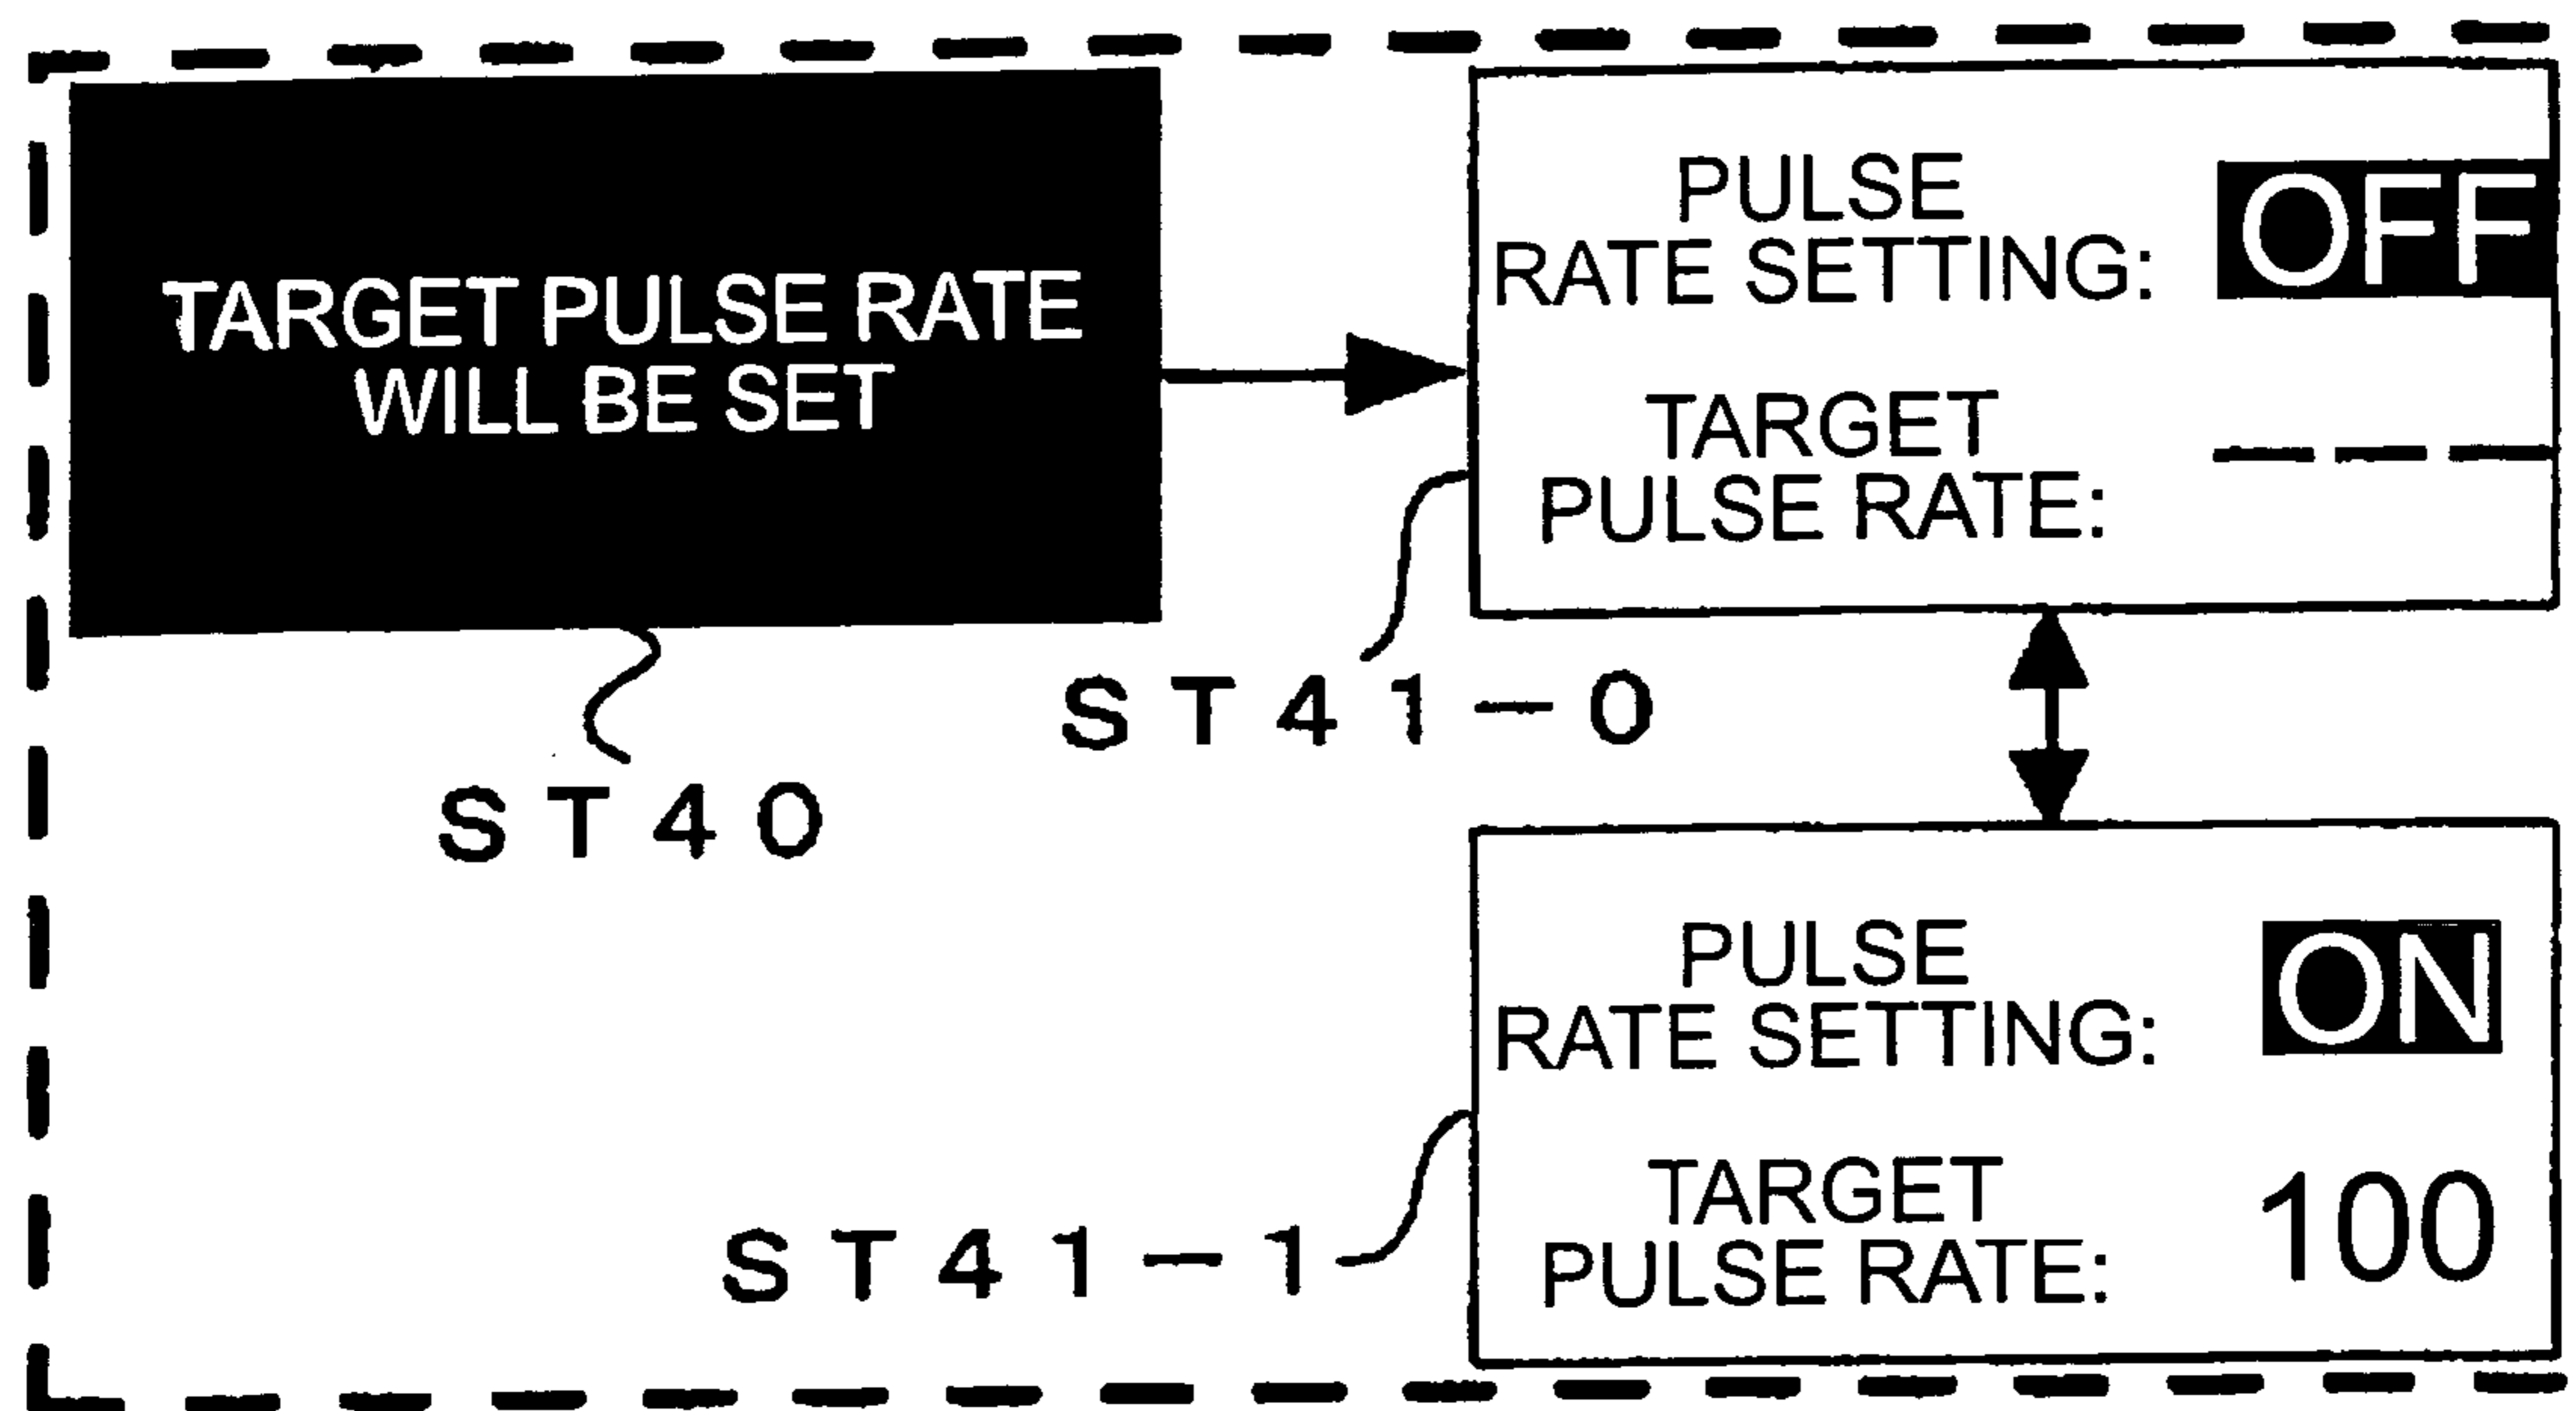 TARGET PULSE RATE
WILL BE SET
ST40
PULSE
RATE SETTING: OFF
TARGET
PULSE RATE: ---
ST41-0
PULSE
RATE SETTING: ON
TARGET
PULSE RATE: 100
ST41-1